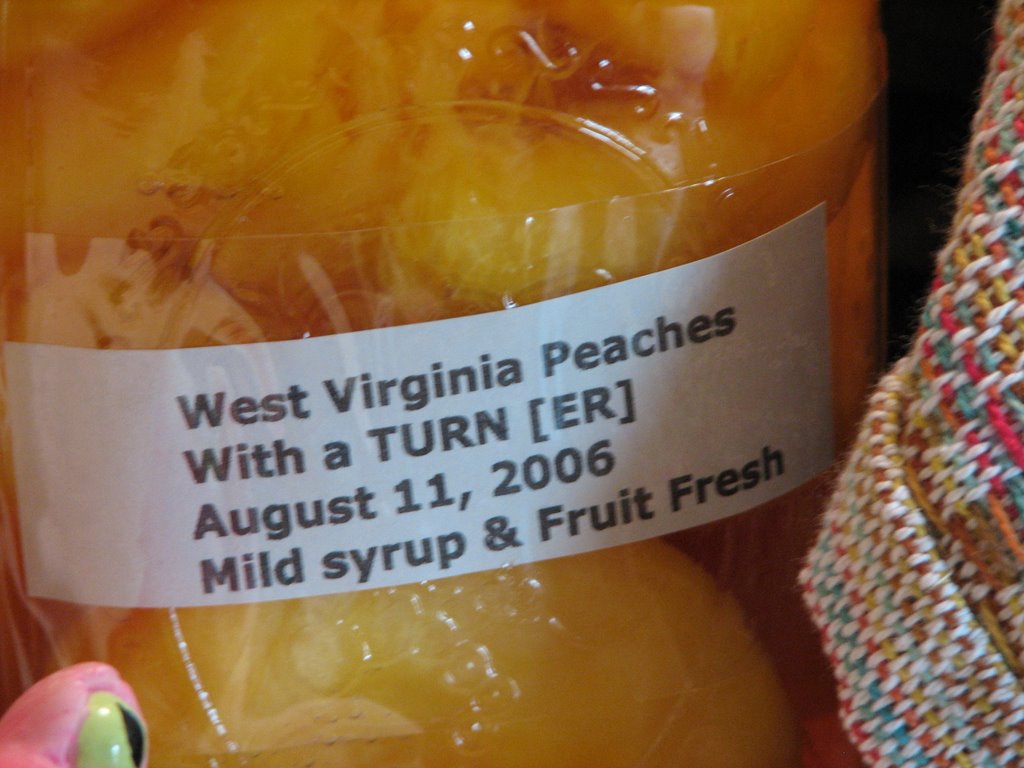 West Virginia Peaches
With a TURN [ER]
August 11, 2006
Mild syrup & Fruit Fresh